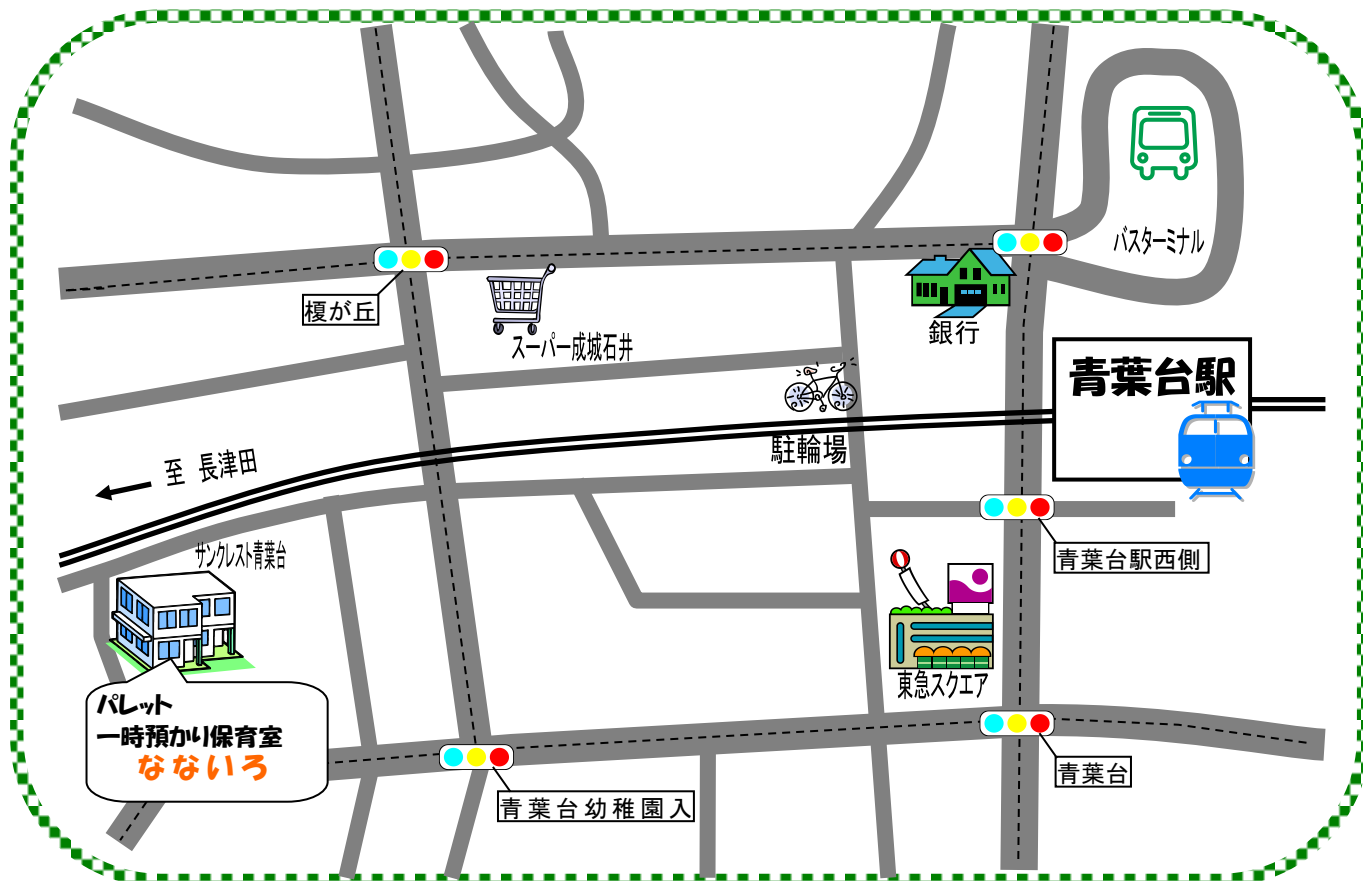 バスターミナル
榎が丘
スーパー成城石井
銀行
青葉台駅
至 長津田
駐輪場
サンクレスト青葉台
青葉台駅西側
東急スクエア
パレット
一時預かり保育室
なないろ
青葉台
青葉台幼稚園入